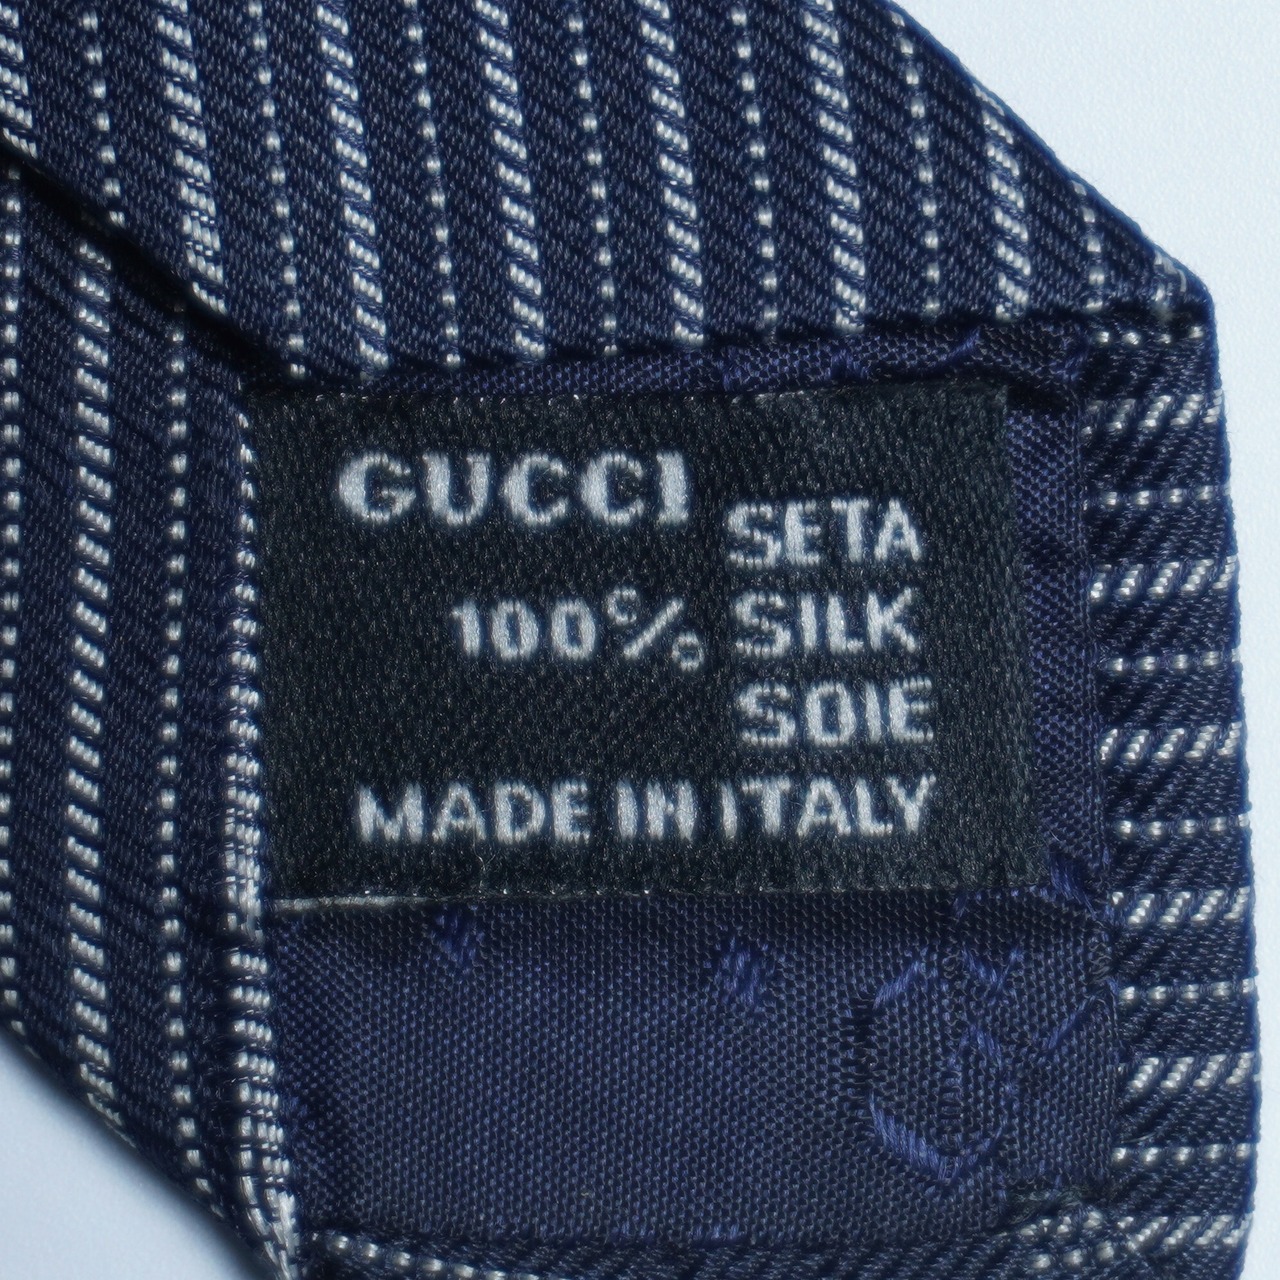 GUCCI
SETA
100% SILK
SOIE
MADE IN ITALY